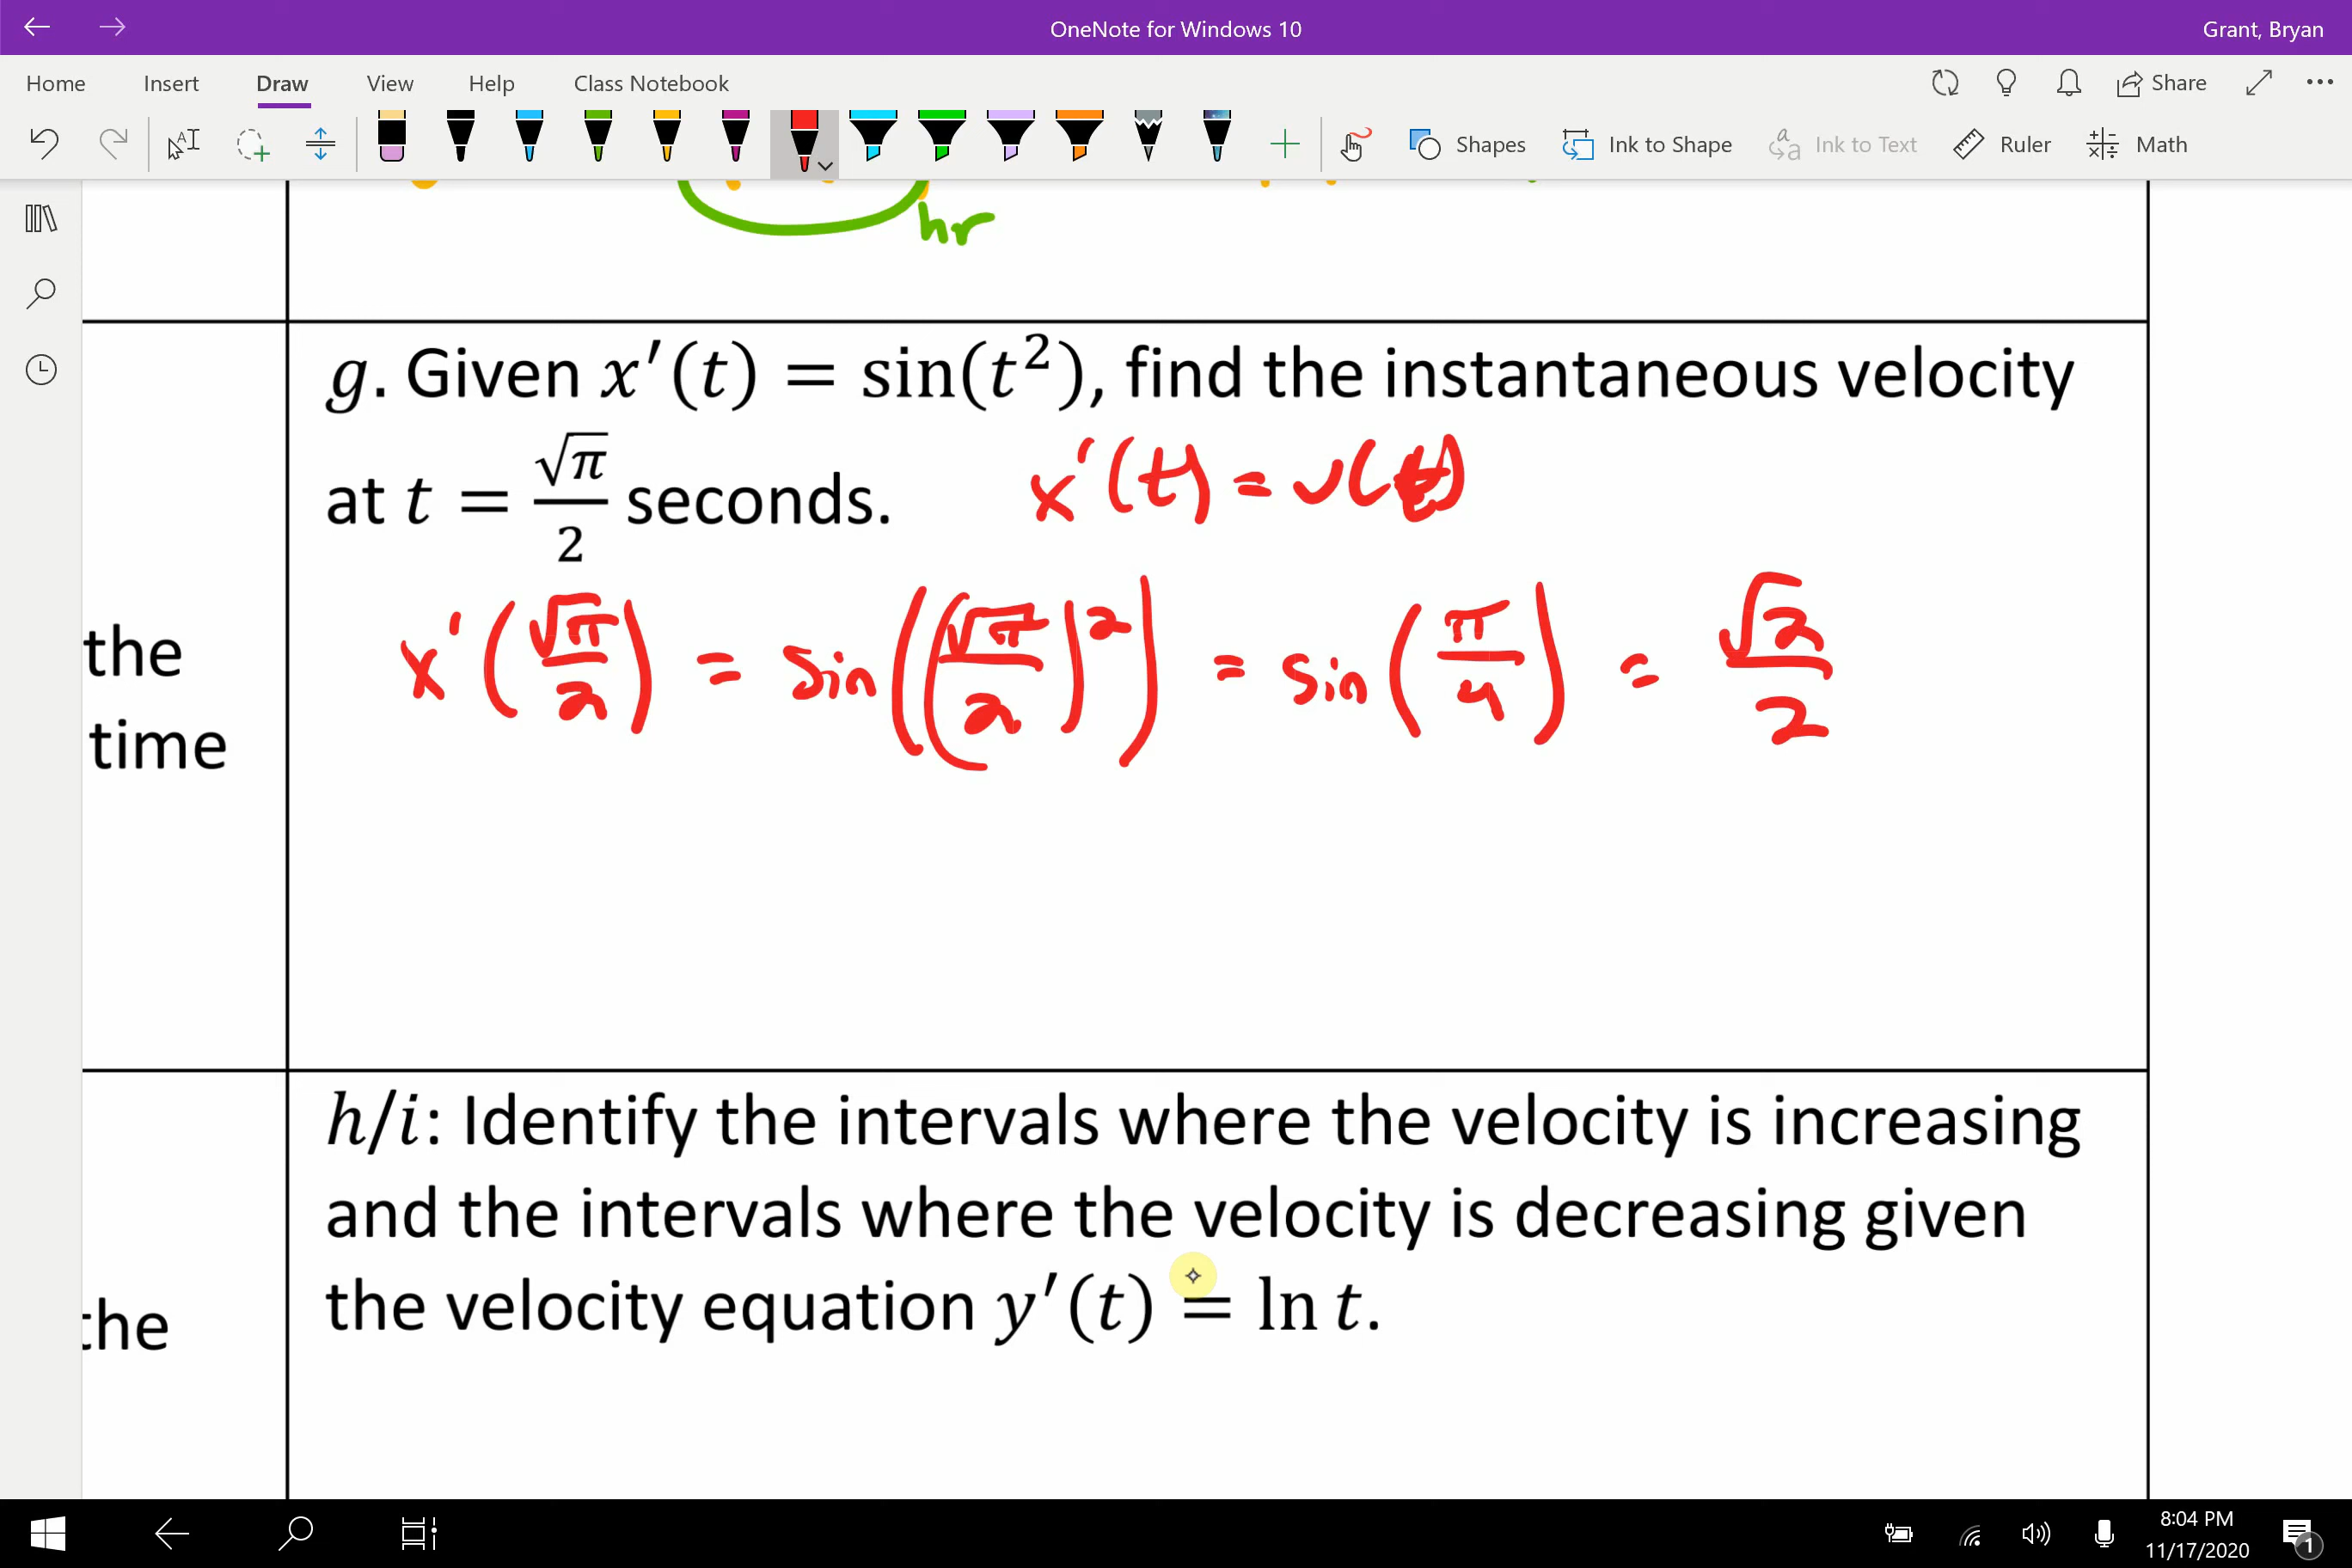 OneNote for Windows 10
Grant, Bryan
Home Insert Draw View Help Class Notebook Share
Shapes Ink to Shape Ink to Text Ruler Math
hr
g. Given x′(t) = sin(t²), find the instantaneous velocity
at t = √π/2 seconds.
x'(t) = v(t)
x'(√π/2) = sin((√π/2)²) = sin(π/4) = √2/2
the
time
h/i: Identify the intervals where the velocity is increasing
and the intervals where the velocity is decreasing given
the velocity equation y′(t) = ln t.
the
8:04 PM
11/17/2020
1